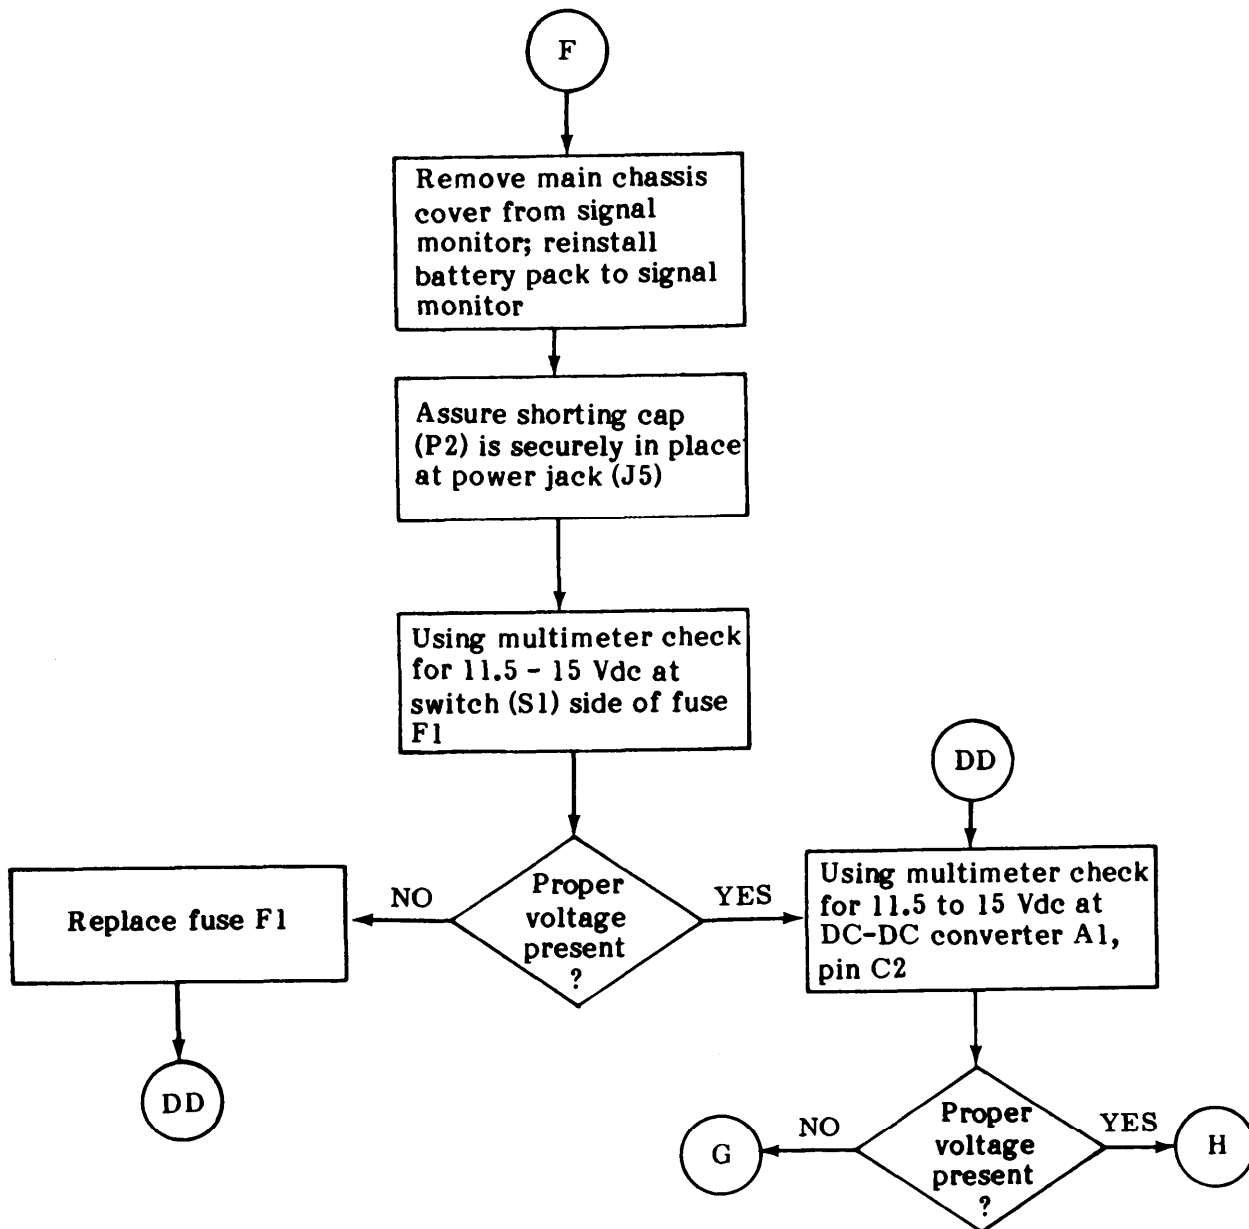 F
Remove main chassis
cover from signal
monitor; reinstall
battery pack to signal
monitor
Assure shorting cap
(P2) is securely in place
at power jack (J5)
Using multimeter check
for 11.5 - 15 Vdc at
switch (S1) side of fuse
F1
Proper
voltage
present
?
NO
YES
Replace fuse F1
DD
DD
Using multimeter check
for 11.5 to 15 Vdc at
DC-DC converter A1,
pin C2
Proper
voltage
present
?
NO
YES
G
H